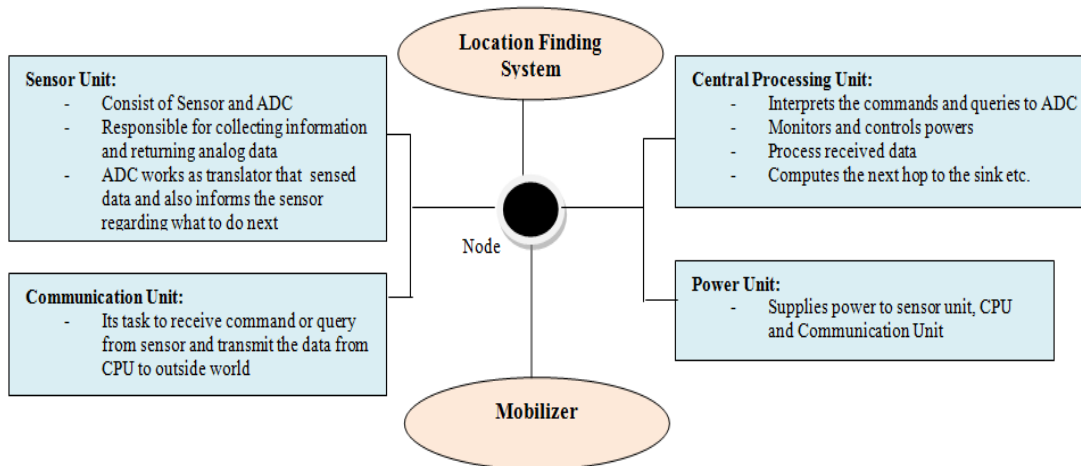 Location Finding
System
Sensor Unit:
- Consist of Sensor and ADC
- Responsible for collecting information
and returning analog data
- ADC works as translator that sensed
data and also informs the sensor
regarding what to do next
Central Processing Unit:
- Interprets the commands and queries to ADC
- Monitors and controls powers
- Process received data
- Computes the next hop to the sink etc.
Node
Communication Unit:
- Its task to receive command or query
from sensor and transmit the data from
CPU to outside world
Power Unit:
- Supplies power to sensor unit, CPU
and Communication Unit
Mobilizer